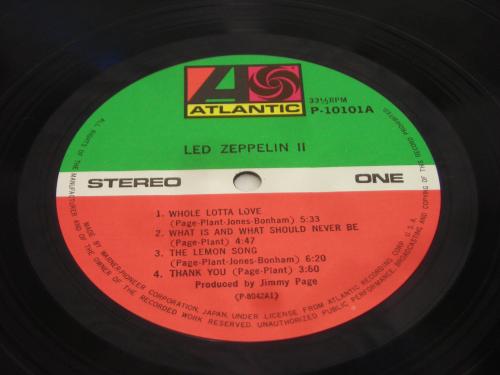 ATLANTIC
33⅓RPM
P-10101A
LED ZEPPELIN II
STEREO
ONE
1. WHOLE LOTTA LOVE
(Page-Plant-Jones-Bonham) 5:33
2. WHAT IS AND WHAT SHOULD NEVER BE
(Page-Plant) 4:47
3. THE LEMON SONG
(Page-Plant-Jones-Bonham) 6:20
4. THANK YOU (Page-Plant) 3:50
Produced by Jimmy Page
(P-8042A1)
ALL RIGHTS OF THE MANUFACTURER AND OF THE OWNER OF THE RECORDED WORK RESERVED. UNAUTHORIZED PUBLIC PERFORMANCE, BROADCASTING AND COPYING OF THIS RECORD PROHIBITED
MADE BY WARNER-PIONEER CORPORATION, JAPAN, UNDER LICENSE FROM ATLANTIC RECORDING CORP. U.S.A.